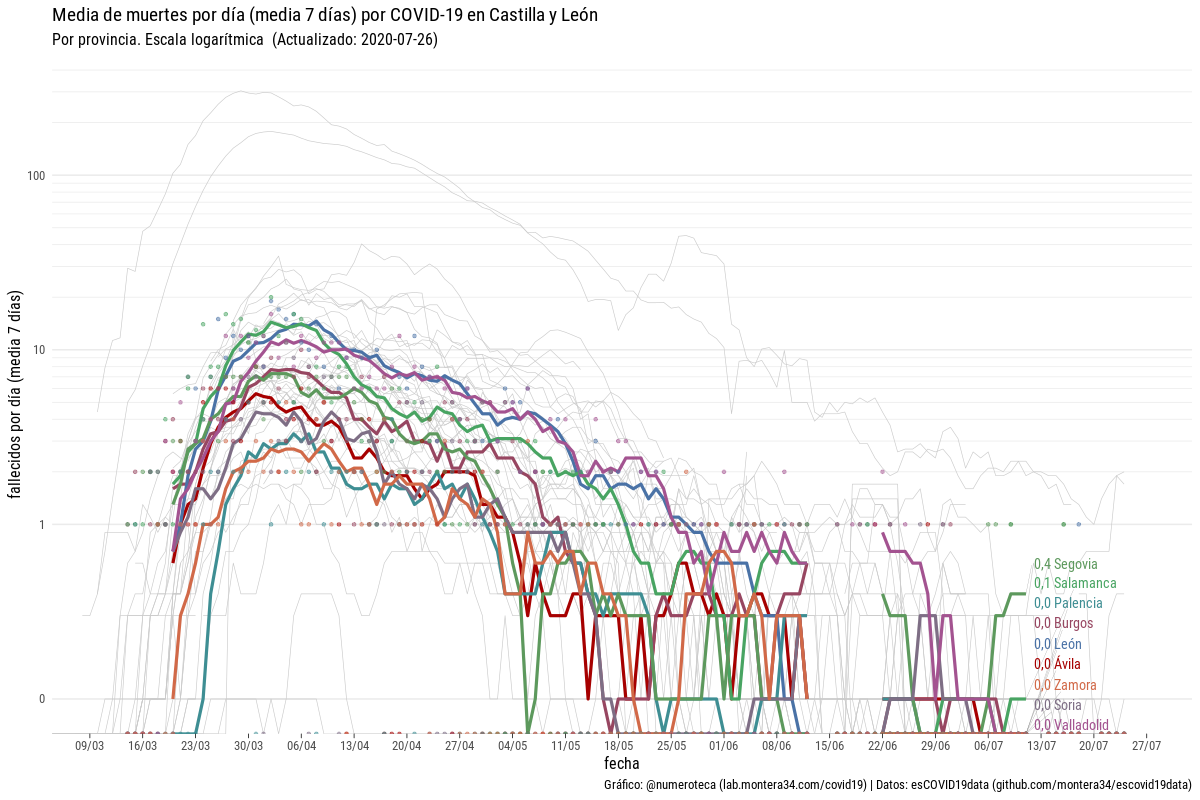 Media de muertes por día (media 7 días) por COVID-19 en Castilla y León
Por provincia. Escala logarítmica (Actualizado: 2020-07-26)
fallecidos por día (media 7 días)
100
10
1
0
0,4 Segovia
0,1 Salamanca
0,0 Palencia
0,0 Burgos
0,0 León
0,0 Ávila
0,0 Zamora
0,0 Soria
0,0 Valladolid
09/03 16/03 23/03 30/03 06/04 13/04 20/04 27/04 04/05 11/05 18/05 25/05 01/06 08/06 15/06 22/06 29/06 06/07 13/07 20/07 27/07
fecha
Gráfico: @numeroteca (lab.montera34.com/covid19) | Datos: esCOVID19data (github.com/montera34/escovid19data)